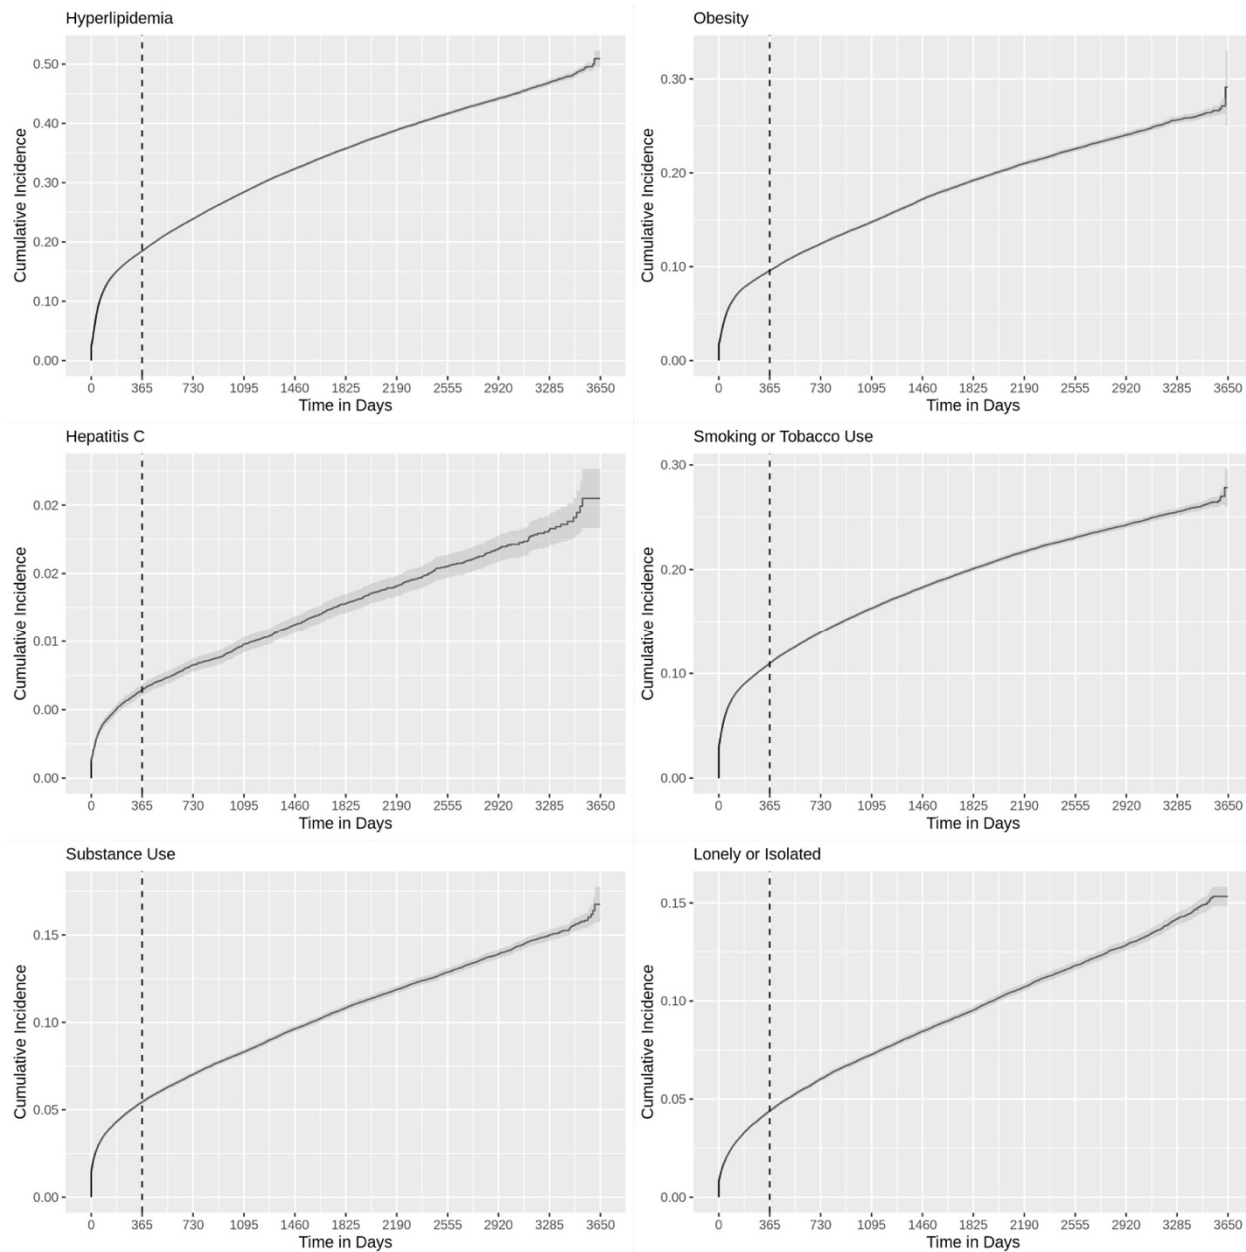 Hyperlipidemia
Cumulative Incidence
0.50
0.40
0.30
0.20
0.10
0.00
0 365 730 1095 1460 1825 2190 2555 2920 3285 3650
Time in Days
Obesity
Cumulative Incidence
0.30
0.20
0.10
0.00
0 365 730 1095 1460 1825 2190 2555 2920 3285 3650
Time in Days
Hepatitis C
Cumulative Incidence
0.02
0.02
0.01
0.00
0.00
0 365 730 1095 1460 1825 2190 2555 2920 3285 3650
Time in Days
Smoking or Tobacco Use
Cumulative Incidence
0.30
0.20
0.10
0.00
0 365 730 1095 1460 1825 2190 2555 2920 3285 3650
Time in Days
Substance Use
Cumulative Incidence
0.15
0.10
0.05
0.00
0 365 730 1095 1460 1825 2190 2555 2920 3285 3650
Time in Days
Lonely or Isolated
Cumulative Incidence
0.15
0.10
0.05
0.00
0 365 730 1095 1460 1825 2190 2555 2920 3285 3650
Time in Days